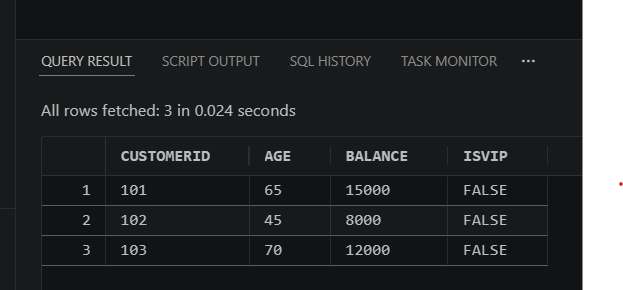 QUERY RESULT SCRIPT OUTPUT SQL HISTORY TASK MONITOR ...
All rows fetched: 3 in 0.024 seconds
CUSTOMERID AGE BALANCE ISVIP
1 101 65 15000 FALSE
2 102 45 8000 FALSE
3 103 70 12000 FALSE